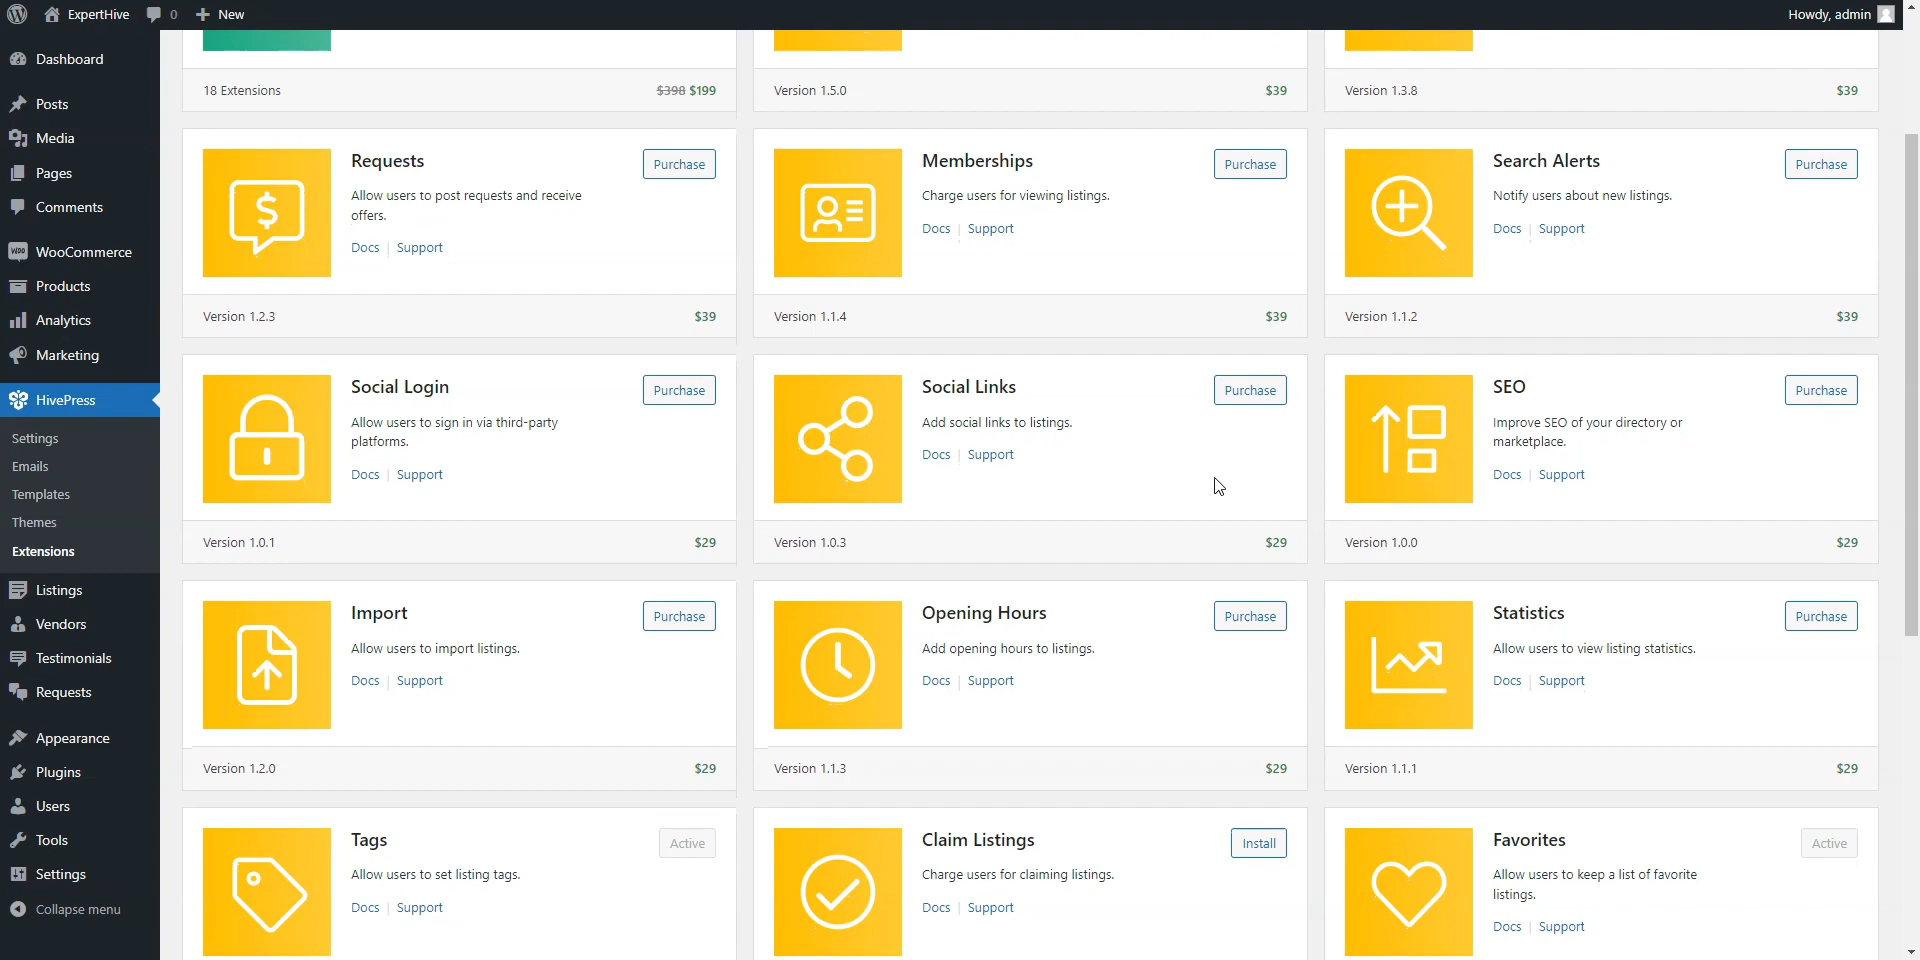 ExpertHive
0
New
Howdy, admin
Dashboard
Posts
Media
Pages
Comments
WooCommerce
Products
Analytics
Marketing
HivePress
Settings
Emails
Templates
Themes
Extensions
Listings
Vendors
Testimonials
Requests
Appearance
Plugins
Users
Tools
Settings
Collapse menu
18 Extensions
$398 $199
Version 1.5.0
$39
Version 1.3.8
$39
Requests
Purchase
Allow users to post requests and receive
offers.
Docs | Support
Version 1.2.3
$39
Memberships
Purchase
Charge users for viewing listings.
Docs | Support
Version 1.1.4
$39
Search Alerts
Purchase
Notify users about new listings.
Docs | Support
Version 1.1.2
$39
Social Login
Purchase
Allow users to sign in via third-party
platforms.
Docs | Support
Version 1.0.1
$29
Social Links
Purchase
Add social links to listings.
Docs | Support
Version 1.0.3
$29
SEO
Purchase
Improve SEO of your directory or
marketplace.
Docs | Support
Version 1.0.0
$29
Import
Purchase
Allow users to import listings.
Docs | Support
Version 1.2.0
$29
Opening Hours
Purchase
Add opening hours to listings.
Docs | Support
Version 1.1.3
$29
Statistics
Purchase
Allow users to view listing statistics.
Docs | Support
Version 1.1.1
$29
Tags
Active
Allow users to set listing tags.
Docs | Support
Claim Listings
Install
Charge users for claiming listings.
Docs | Support
Favorites
Active
Allow users to keep a list of favorite
listings.
Docs | Support